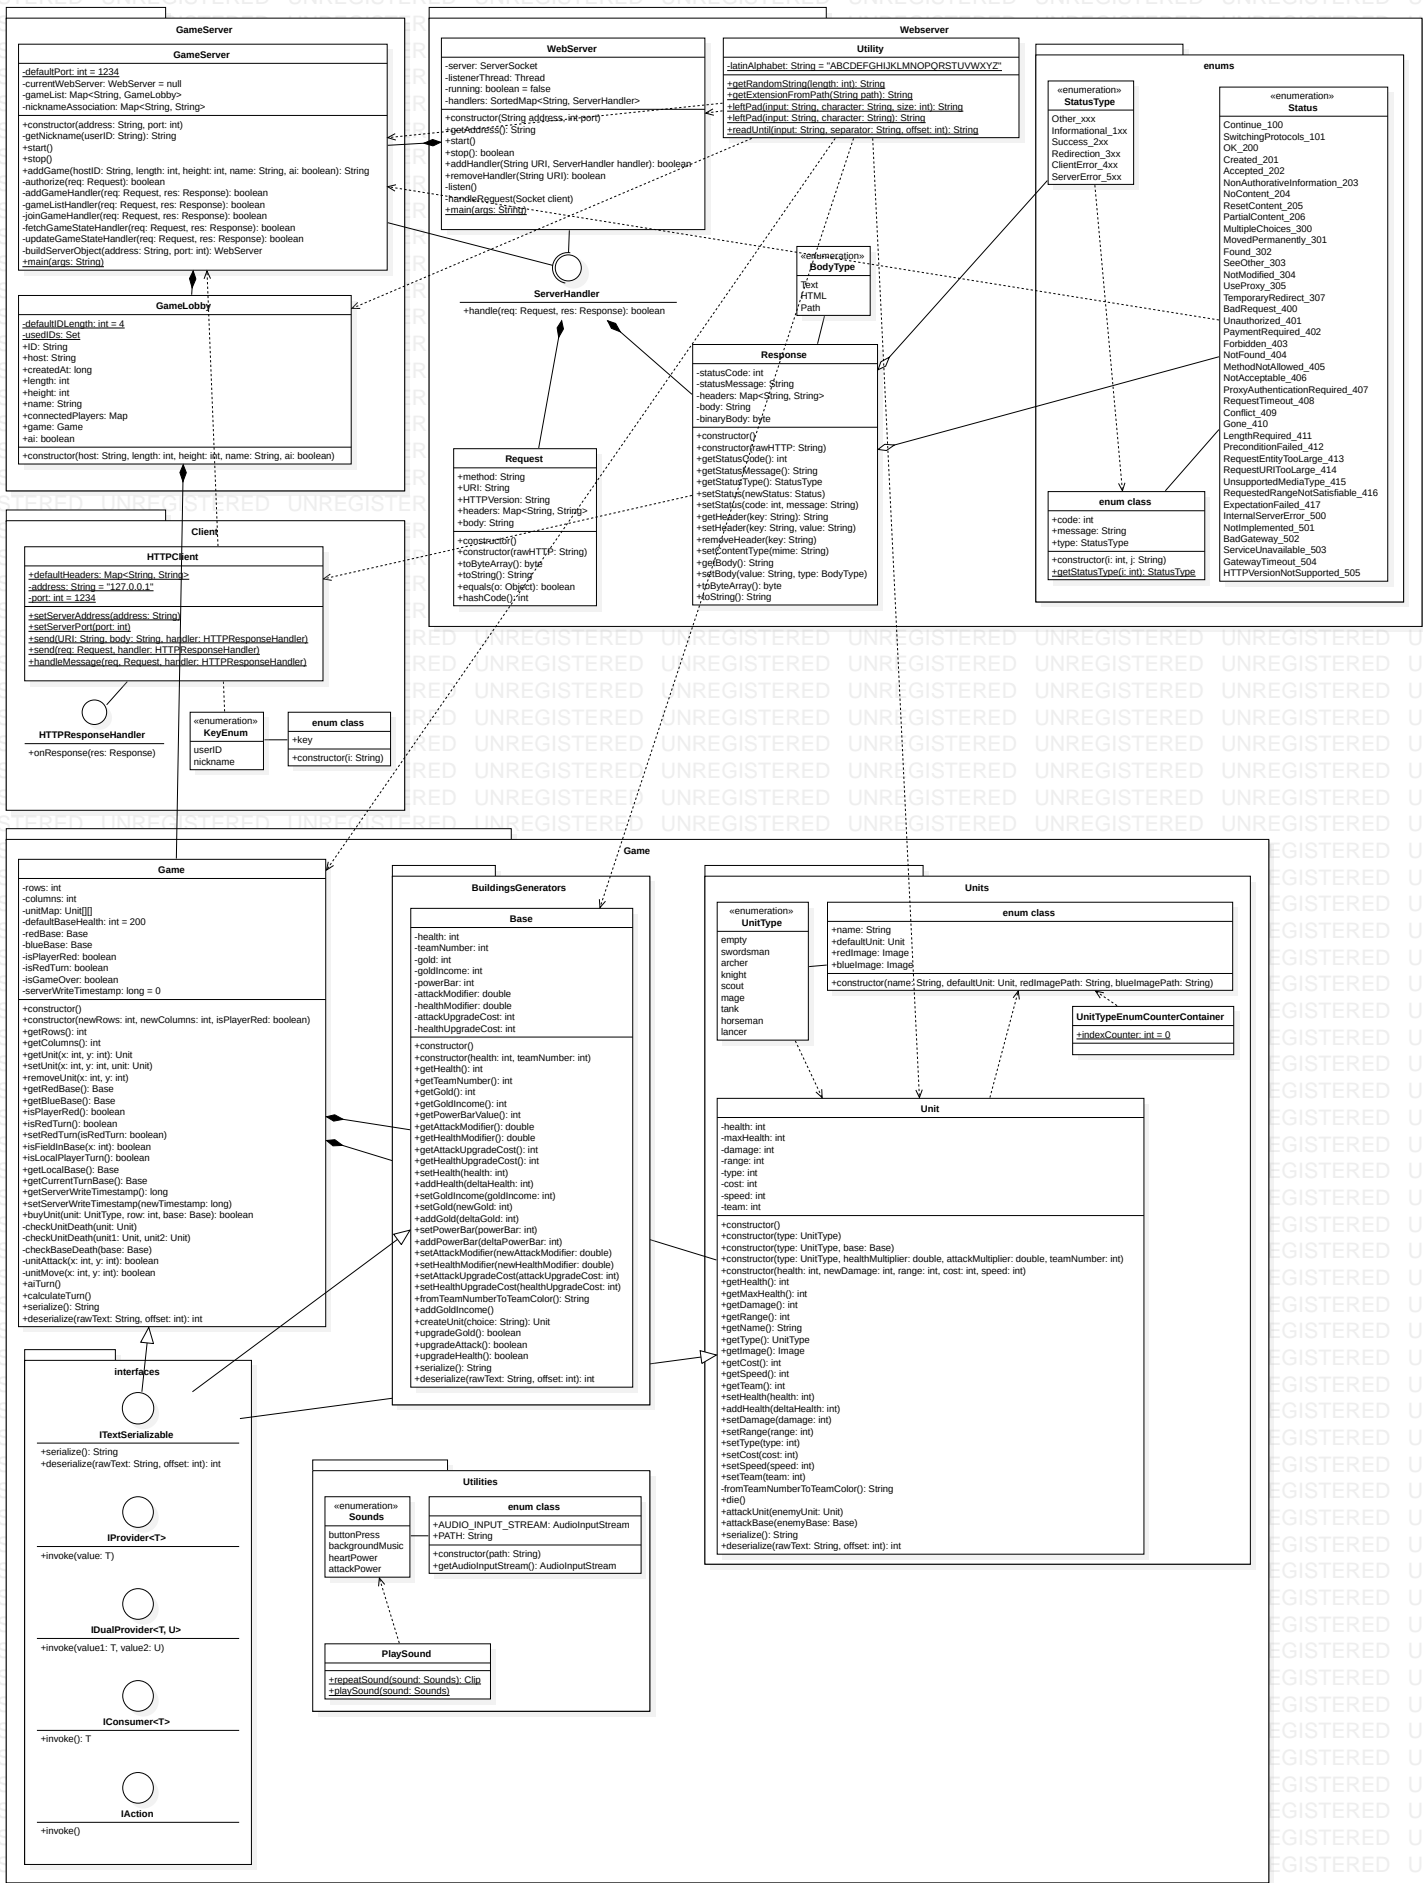 GameServer
GameServer
-defaultPort: int = 1234
-currentWebServer: WebServer = null
-gameList: Map<String, GameLobby>
-nicknameAssociation: Map<String, String>
+constructor(address: String, port: int)
-getNickname(userID: String): String
+start()
+stop()
+addGame(hostID: String, length: int, height: int, name: String, ai: boolean): String
-authorize(req: Request): boolean
-addGameHandler(req: Request, res: Response): boolean
-gameListHandler(req: Request, res: Response): boolean
-joinGameHandler(req: Request, res: Response): boolean
-fetchGameStateHandler(req: Request, res: Response): boolean
-updateGameStateHandler(req: Request, res: Response): boolean
-buildServerObject(address: String, port: int): WebServer
+main(args: String)
GameLobby
-defaultIDLength: int = 4
-usedIDs: Set
+ID: String
+host: String
+createdAt: long
+length: int
+height: int
+name: String
+connectedPlayers: Map
+game: Game
+ai: boolean
+constructor(host: String, length: int, height: int, name: String, ai: boolean)
Webserver
WebServer
-server: ServerSocket
-listenerThread: Thread
-running: boolean = false
-handlers: SortedMap<String, ServerHandler>
+constructor(String address, int port)
+getAddress(): String
+start()
+stop(): boolean
+addHandler(String URI, ServerHandler handler): boolean
+removeHandler(String URI): boolean
-listen()
-handleRequest(Socket client)
+main(args: String)
Utility
-latinAlphabet: String = "ABCDEFGHIJKLMNOPQRSTUVWXYZ"
+getRandomString(length: int): String
+getExtensionFromPath(String path): String
+leftPad(input: String, character: String, size: int): String
+leftPad(input: String, character: String): String
+readUntil(input: String, separator: String, offset: int): String
ServerHandler
+handle(req: Request, res: Response): boolean
«enumeration»
BodyType
Text
HTML
Path
Response
-statusCode: int
-statusMessage: String
-headers: Map<String, String>
-body: String
-binaryBody: byte
+constructor()
+constructor(rawHTTP: String)
+getStatusCode(): int
+getStatusMessage(): String
+getStatusType(): StatusType
+setStatus(newStatus: Status)
+setStatus(code: int, message: String)
+getHeader(key: String): String
+setHeader(key: String, value: String)
+removeHeader(key: String)
+setContentType(mime: String)
+getBody(): String
+setBody(value: String, type: BodyType)
+toByteArray(): byte
+toString(): String
Request
+method: String
+URI: String
+HTTPVersion: String
+headers: Map<String, String>
+body: String
+constructor()
+constructor(rawHTTP: String)
+toByteArray(): byte
+toString(): String
+equals(o: Object): boolean
+hashCode(): int
enums
«enumeration»
StatusType
Other_xxx
Informational_1xx
Success_2xx
Redirection_3xx
ClientError_4xx
ServerError_5xx
«enumeration»
Status
Continue_100
SwitchingProtocols_101
OK_200
Created_201
Accepted_202
NonAuthorativeInformation_203
NoContent_204
ResetContent_205
PartialContent_206
MultipleChoices_300
MovedPermanently_301
Found_302
SeeOther_303
NotModified_304
UseProxy_305
TemporaryRedirect_307
BadRequest_400
Unauthorized_401
PaymentRequired_402
Forbidden_403
NotFound_404
MethodNotAllowed_405
NotAcceptable_406
ProxyAuthenticationRequired_407
RequestTimeout_408
Conflict_409
Gone_410
LengthRequired_411
PreconditionFailed_412
RequestEntityTooLarge_413
RequestURITooLarge_414
UnsupportedMediaType_415
RequestedRangeNotSatisfiable_416
ExpectationFailed_417
InternalServerError_500
NotImplemented_501
BadGateway_502
ServiceUnavailable_503
GatewayTimeout_504
HTTPVersionNotSupported_505
enum class
+code: int
+message: String
+type: StatusType
+constructor(i: int, j: String)
+getStatusType(i: int): StatusType
Client
HTTPClient
+defaultHeaders: Map<String, String>
-address: String = "127.0.0.1"
-port: int = 1234
+setServerAddress(address: String)
+setServerPort(port: int)
+send(URI: String, body: String, handler: HTTPResponseHandler)
+send(req: Request, handler: HTTPResponseHandler)
+handleMessage(req, Request, handler: HTTPResponseHandler)
HTTPResponseHandler
+onResponse(res: Response)
«enumeration»
KeyEnum
userID
nickname
enum class
+key
+constructor(i: String)
Game
Game
-rows: int
-columns: int
-unitMap: Unit[][]
-defaultBaseHealth: int = 200
-redBase: Base
-blueBase: Base
-isPlayerRed: boolean
-isRedTurn: boolean
-isGameOver: boolean
-serverWriteTimestamp: long = 0
+constructor()
+constructor(newRows: int, newColumns: int, isPlayerRed: boolean)
+getRows(): int
+getColumns(): int
+getUnit(x: int, y: int): Unit
+setUnit(x: int, y: int, unit: Unit)
+removeUnit(x: int, y: int)
+getRedBase(): Base
+getBlueBase(): Base
+isPlayerRed(): boolean
+isRedTurn(): boolean
+setRedTurn(isRedTurn: boolean)
+isFieldInBase(x: int): boolean
+isLocalPlayerTurn(): boolean
+getLocalBase(): Base
+getCurrentTurnBase(): Base
+getServerWriteTimestamp(): long
+setServerWriteTimestamp(newTimestamp: long)
+buyUnit(unit: UnitType, row: int, base: Base): boolean
-checkUnitDeath(unit: Unit)
-checkUnitDeath(unit1: Unit, unit2: Unit)
-checkBaseDeath(base: Base)
-unitAttack(x: int, y: int): boolean
-unitMove(x: int, y: int): boolean
+aiTurn()
+calculateTurn()
+serialize(): String
+deserialize(rawText: String, offset: int): int
BuildingsGenerators
Base
-health: int
-teamNumber: int
-gold: int
-goldIncome: int
-powerBar: int
-attackModifier: double
-healthModifier: double
-attackUpgradeCost: int
-healthUpgradeCost: int
+constructor()
+constructor(health: int, teamNumber: int)
+getHealth(): int
+getTeamNumber(): int
+getGold(): int
+getGoldIncome(): int
+getPowerBarValue(): int
+getAttackModifier(): double
+getHealthModifier(): double
+getAttackUpgradeCost(): int
+getHealthUpgradeCost(): int
+setHealth(health: int)
+addHealth(deltaHealth: int)
+setGoldIncome(goldIncome: int)
+setGold(newGold: int)
+addGold(deltaGold: int)
+setPowerBar(powerBar: int)
+addPowerBar(deltaPowerBar: int)
+setAttackModifier(newAttackModifier: double)
+setHealthModifier(newHealthModifier: double)
+setAttackUpgradeCost(attackUpgradeCost: int)
+setHealthUpgradeCost(healthUpgradeCost: int)
+fromTeamNumberToTeamColor(): String
+addGoldIncome()
+createUnit(choice: String): Unit
+upgradeGold(): boolean
+upgradeAttack(): boolean
+upgradeHealth(): boolean
+serialize(): String
+deserialize(rawText: String, offset: int): int
Units
«enumeration»
UnitType
empty
swordsman
archer
knight
scout
mage
tank
horseman
lancer
enum class
+name: String
+defaultUnit: Unit
+redImage: Image
+blueImage: Image
+constructor(name: String, defaultUnit: Unit, redImagePath: String, blueImagePath: String)
UnitTypeEnumCounterContainer
+indexCounter: int = 0
Unit
-health: int
-maxHealth: int
-damage: int
-range: int
-type: int
-cost: int
-speed: int
-team: int
+constructor()
+constructor(type: UnitType)
+constructor(type: UnitType, base: Base)
+constructor(type: UnitType, healthMultiplier: double, attackMultiplier: double, teamNumber: int)
+constructor(health: int, newDamage: int, range: int, cost: int, speed: int)
+getHealth(): int
+getMaxHealth(): int
+getDamage(): int
+getRange(): int
+getName(): String
+getType(): UnitType
+getImage(): Image
+getCost(): int
+getSpeed(): int
+getTeam(): int
+setHealth(health: int)
+addHealth(deltaHealth: int)
+setDamage(damage: int)
+setRange(range: int)
+setType(type: int)
+setCost(cost: int)
+setSpeed(speed: int)
+setTeam(team: int)
-fromTeamNumberToTeamColor(): String
+die()
+attackUnit(enemyUnit: Unit)
+attackBase(enemyBase: Base)
+serialize(): String
+deserialize(rawText: String, offset: int): int
interfaces
ITextSerializable
+serialize(): String
+deserialize(rawText: String, offset: int): int
IProvider<T>
+invoke(value: T)
IDualProvider<T, U>
+invoke(value1: T, value2: U)
IConsumer<T>
+invoke(): T
IAction
+invoke()
Utilities
«enumeration»
Sounds
buttonPress
backgroundMusic
heartPower
attackPower
enum class
+AUDIO_INPUT_STREAM: AudioInputStream
+PATH: String
+constructor(path: String)
+getAudioInputStream(): AudioInputStream
PlaySound
+repeatSound(sound: Sounds): Clip
+playSound(sound: Sounds)